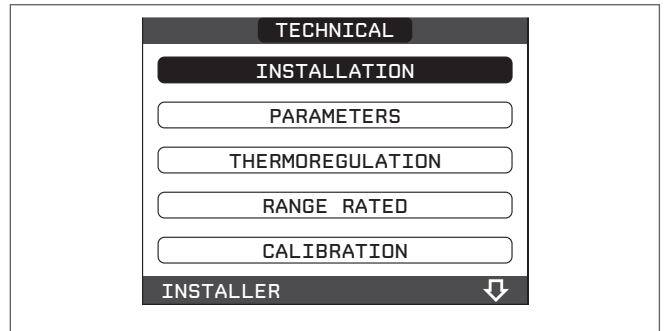 TECHNICAL
INSTALLATION
PARAMETERS
THERMOREGULATION
RANGE RATED
CALIBRATION
INSTALLER